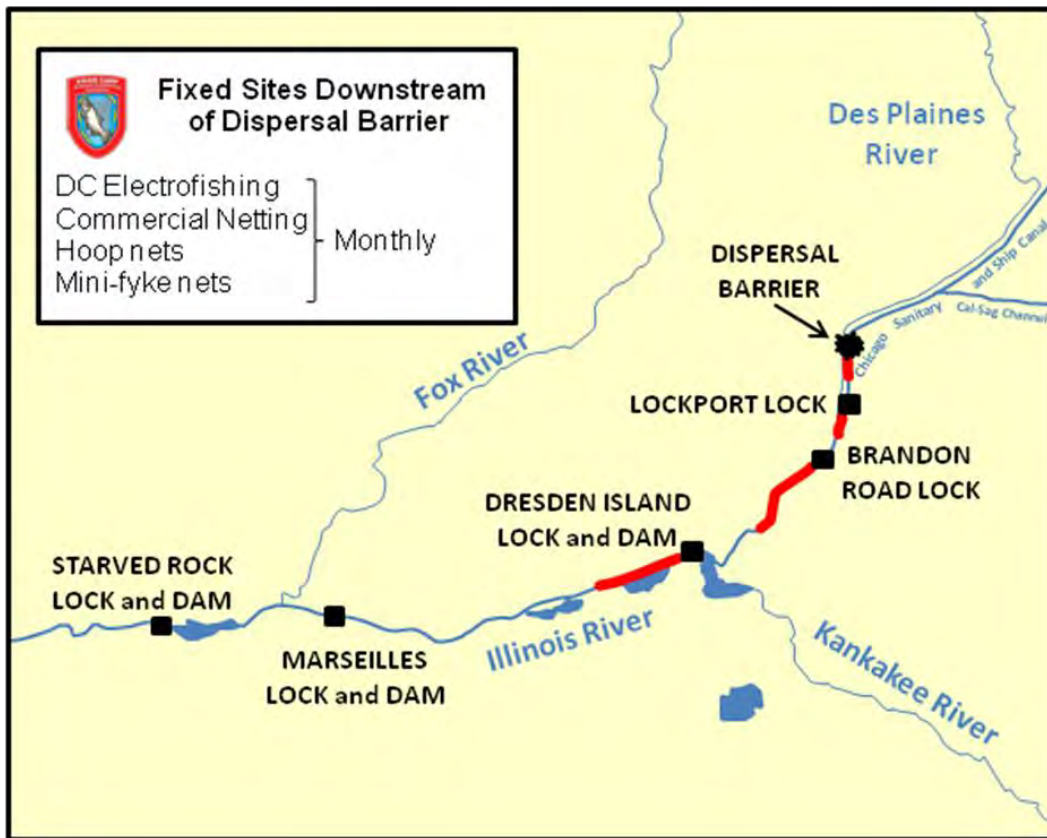 Fixed Sites Downstream
of Dispersal Barrier
DC Electrofishing
Commercial Netting
Hoop nets
Mini-fyke nets
Monthly
Des Plaines
River
DISPERSAL
BARRIER
Chicago Sanitary and Ship Canal
Cal-Sag Channel
Fox River
LOCKPORT LOCK
BRANDON
ROAD LOCK
DRESDEN ISLAND
LOCK and DAM
STARVED ROCK
LOCK and DAM
MARSEILLES
LOCK and DAM
Illinois River
Kankakee River